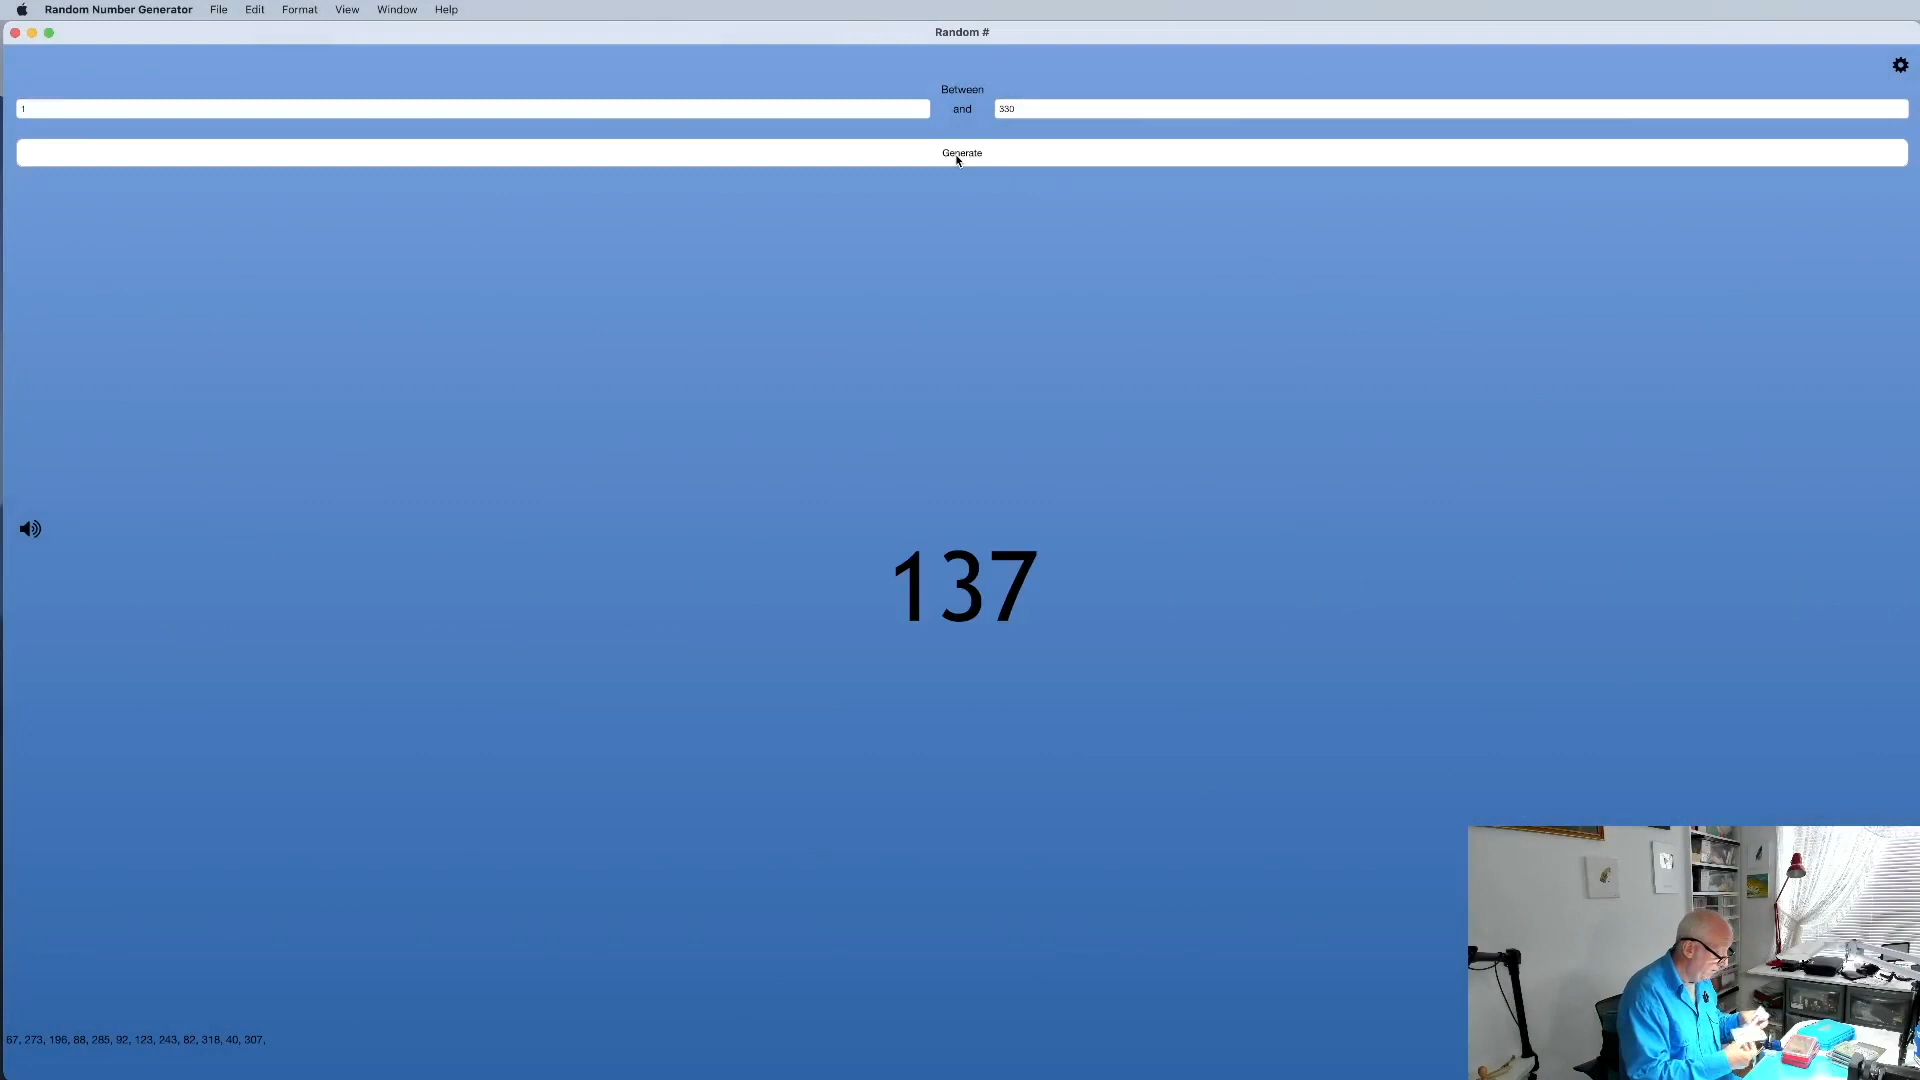 Random Number Generator File Edit Format View Window Help
Random #
Between
1 and 330
Generate
137
67, 273, 196, 88, 285, 92, 123, 243, 82, 318, 40, 307,